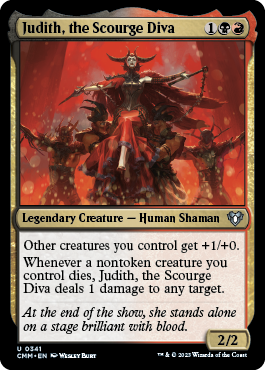 Judith, the Scourge Diva 1
Legendary Creature — Human Shaman
Other creatures you control get +1/+0.
Whenever a nontoken creature you
control dies, Judith, the Scourge
Diva deals 1 damage to any target.
At the end of the show, she stands alone
on a stage brilliant with blood.
2/2
U 0341
CMM • EN WESLEY BURT ™ & © 2023 Wizards of the Coast